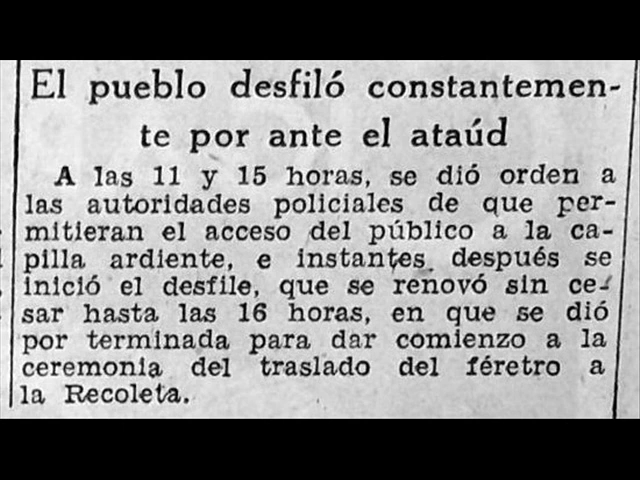 El pueblo desfiló constantemen-
te por ante el ataúd
A las 11 y 15 horas, se dió orden a
las autoridades policiales de que per-
mitieran el acceso del público a la ca-
pilla ardiente, e instantes después se
inició el desfile, que se renovó sin ce-
sar hasta las 16 horas, en que se dió
por terminada para dar comienzo a la
ceremonia del traslado del féretro a
la Recoleta.